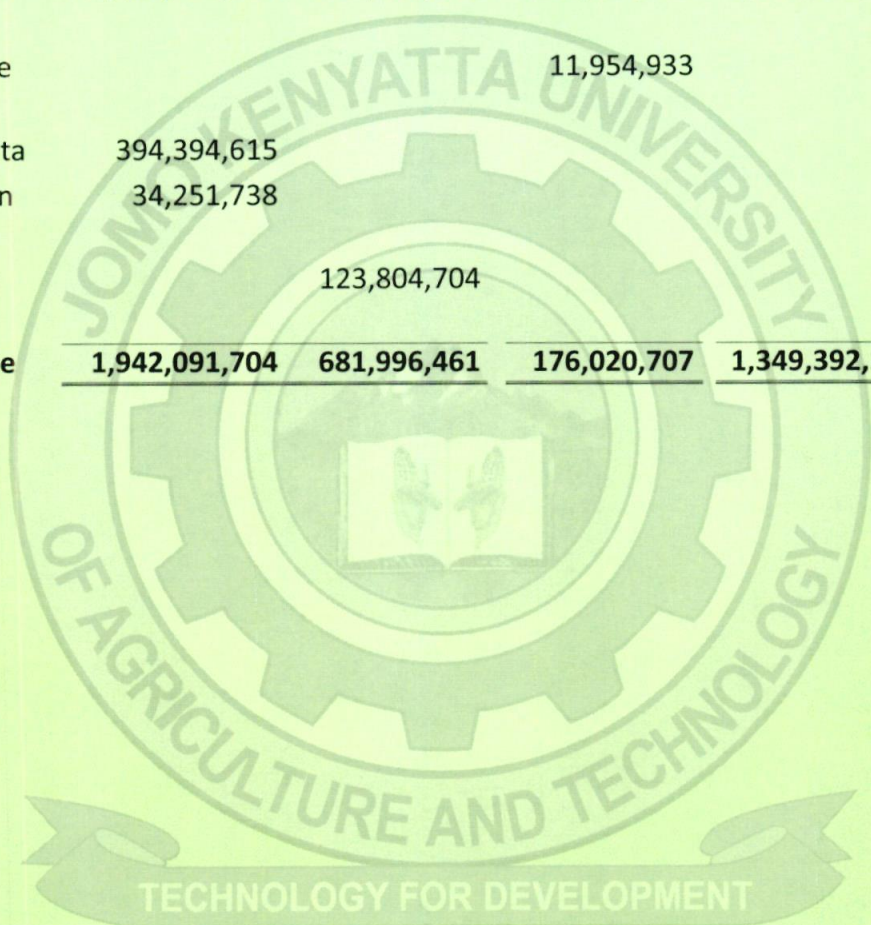 e 11,954,933
ta 394,394,615
n 34,251,738
123,804,704
e 1,942,091,704 681,996,461 176,020,707 1,349,392,
JOMO KENYATTA UNIVERSITY
OF AGRICULTURE AND TECHNOLOGY
TECHNOLOGY FOR DEVELOPMENT